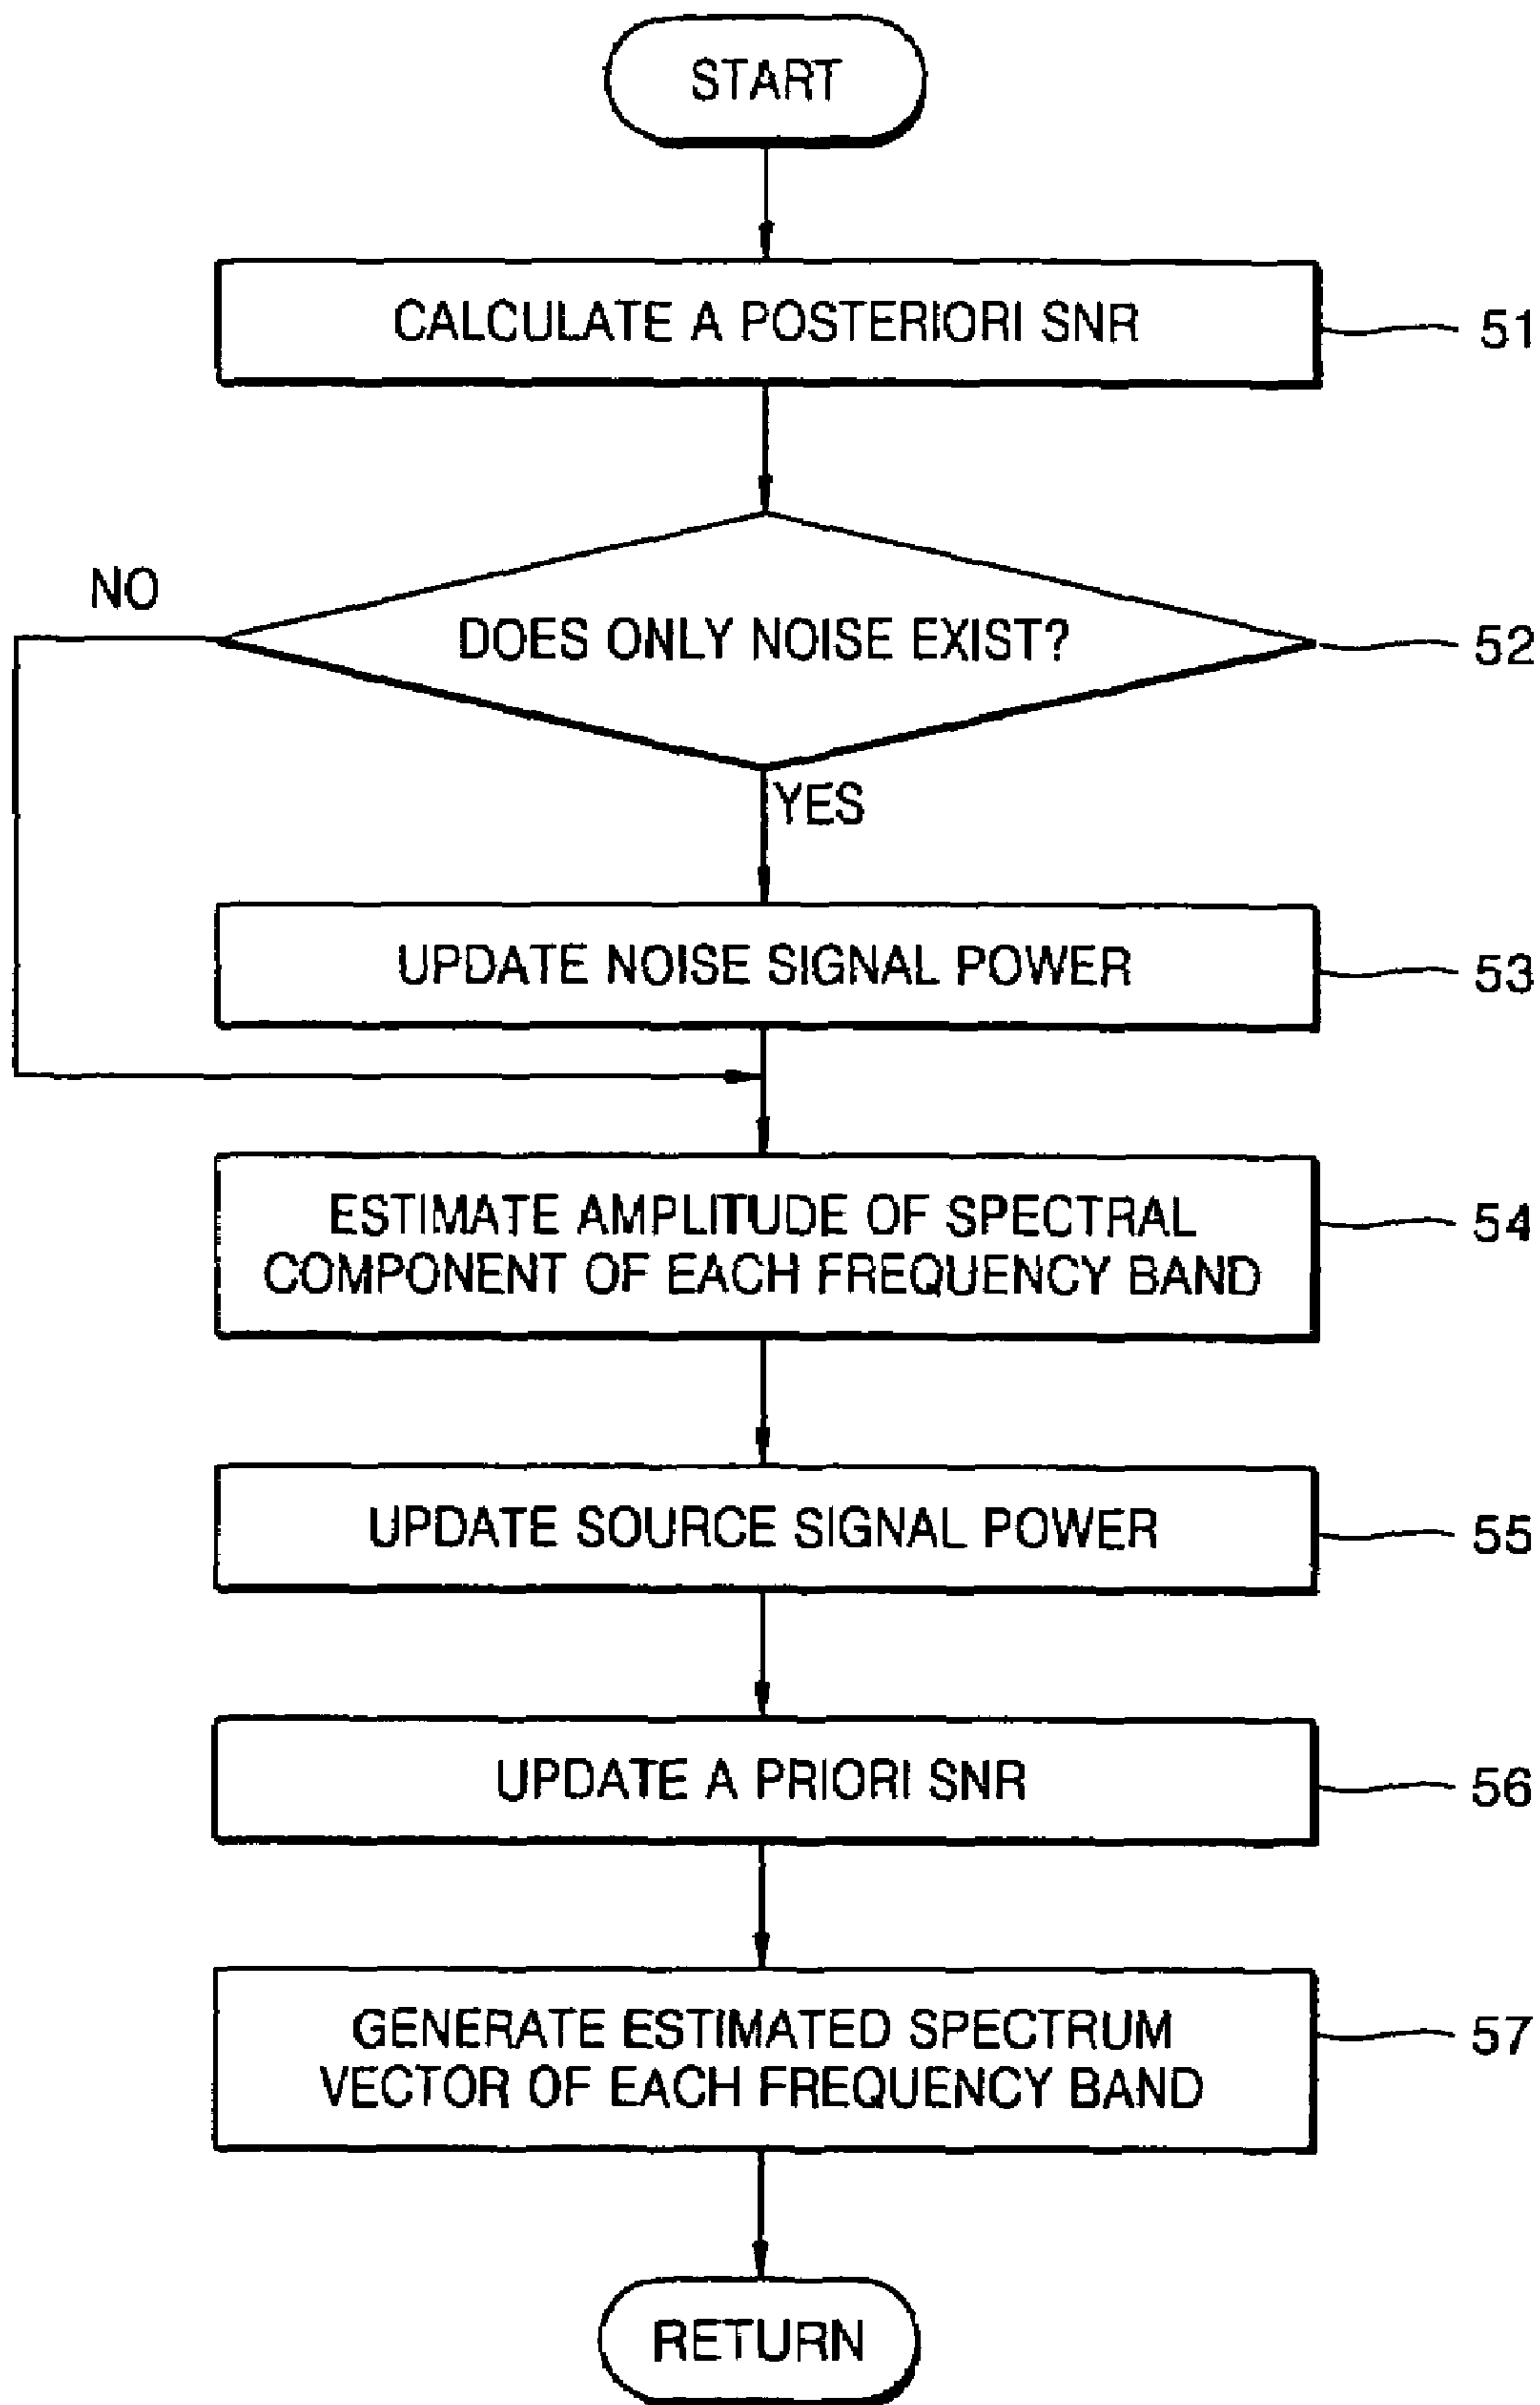 START
CALCULATE A POSTERIORI SNR
51
NO
DOES ONLY NOISE EXIST?
52
YES
UPDATE NOISE SIGNAL POWER
53
ESTIMATE AMPLITUDE OF SPECTRAL
COMPONENT OF EACH FREQUENCY BAND
54
UPDATE SOURCE SIGNAL POWER
55
UPDATE A PRIORI SNR
56
GENERATE ESTIMATED SPECTRUM
VECTOR OF EACH FREQUENCY BAND
57
RETURN